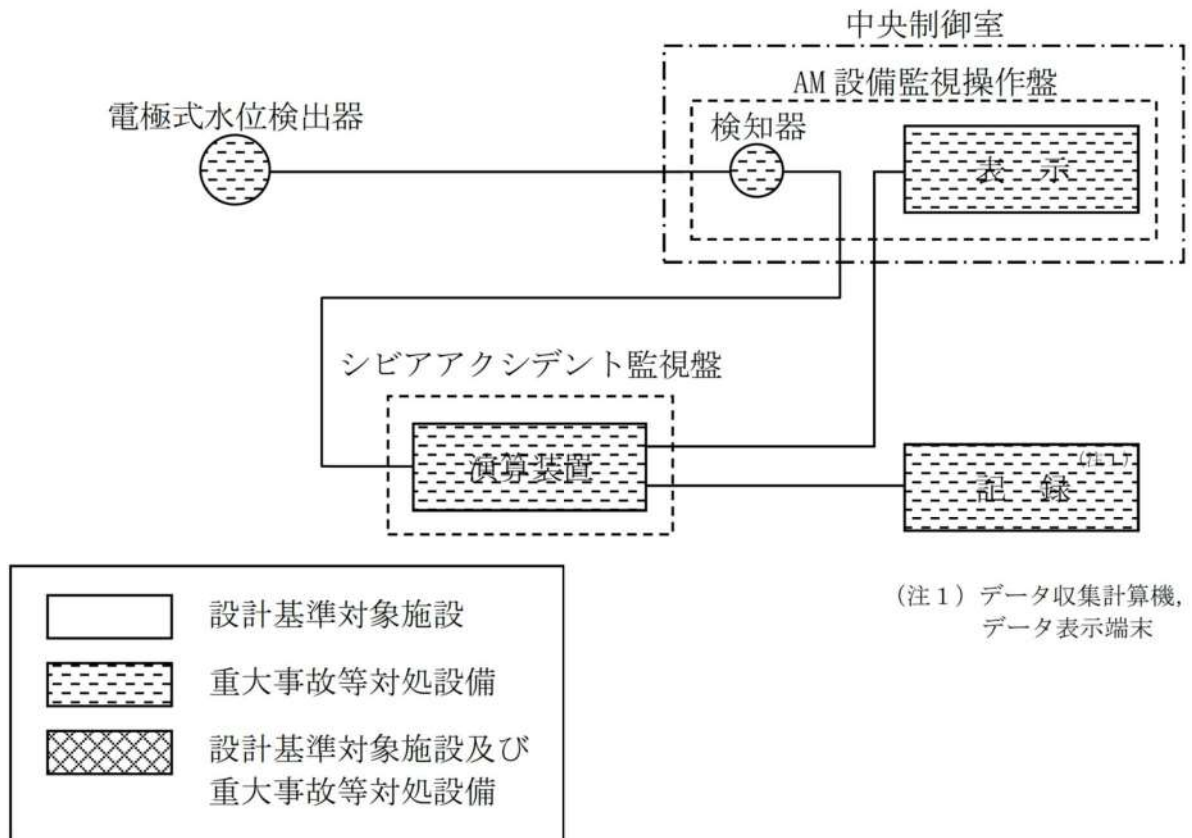 中央制御室
AM 設備監視操作盤
電極式水位検出器
検知器
表 示
シビアアクシデント監視盤
演算装置
記 録 (注1)
(注1) データ収集計算機,
データ表示端末
設計基準対象施設
重大事故等対処設備
設計基準対象施設及び
重大事故等対処設備